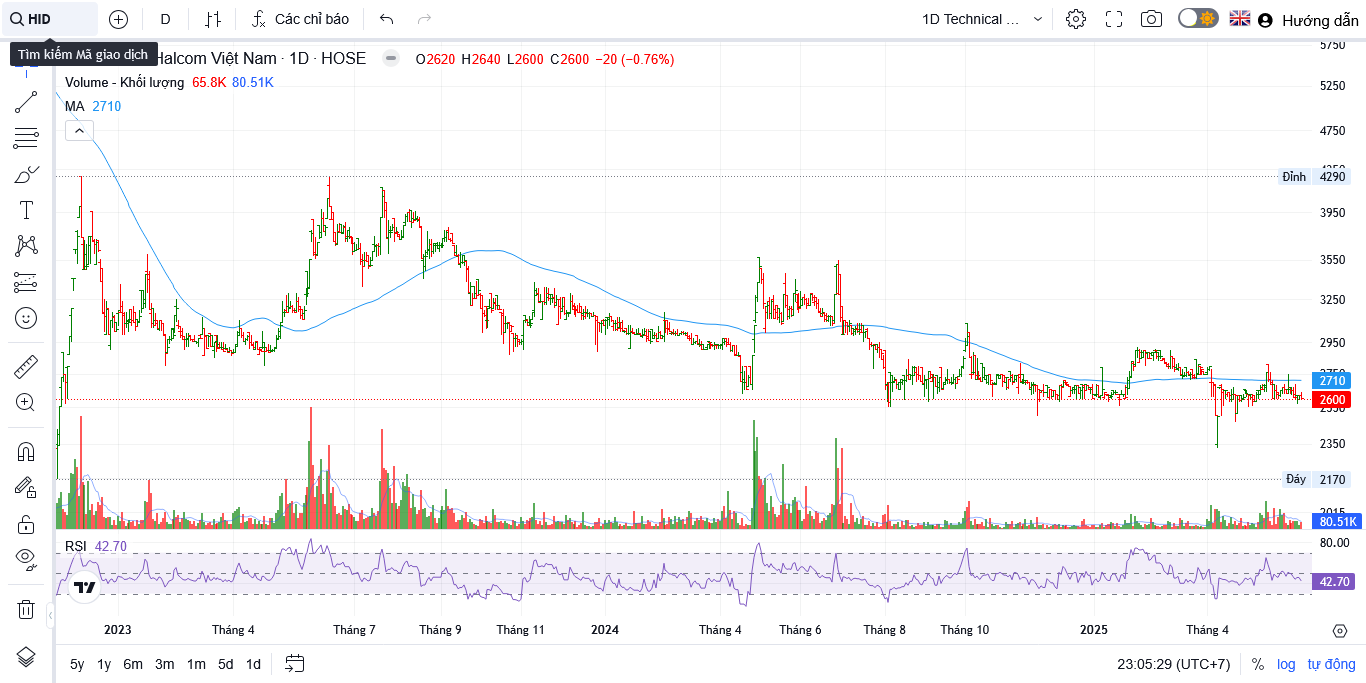 HID
D
Các chỉ báo
1D Technical ...
Hướng dẫn
Tìm kiếm Mã giao dịch
Halcom Việt Nam · 1D · HOSE
O2620 H2640 L2600 C2600 −20 (−0.76%)
Volume - Khối lượng 65.8K 80.51K
MA 2710
5750
5250
4750
Đỉnh 4290
3950
3550
3250
2950
2710
2600
2350
Đáy 2170
2015
80.51K
RSI 42.70
80.00
42.70
2023 Tháng 4 Tháng 7 Tháng 9 Tháng 11 2024 Tháng 4 Tháng 6 Tháng 8 Tháng 10 2025 Tháng 4
5y 1y 6m 3m 1m 5d 1d
23:05:29 (UTC+7) % log tự động